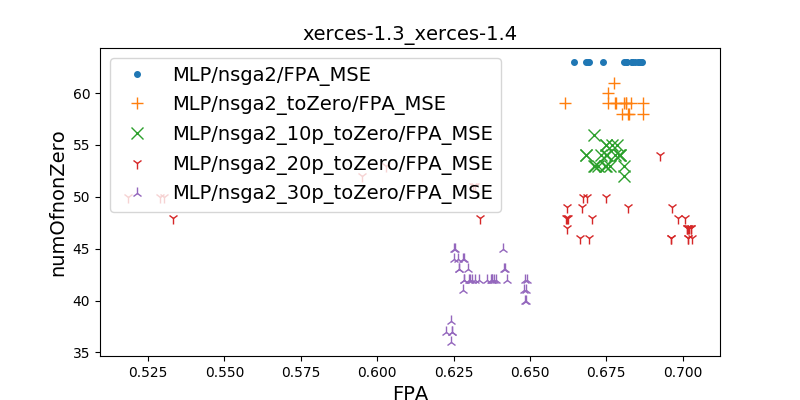 xerces-1.3_xerces-1.4
MLP/nsga2/FPA_MSE
MLP/nsga2_toZero/FPA_MSE
MLP/nsga2_10p_toZero/FPA_MSE
MLP/nsga2_20p_toZero/FPA_MSE
MLP/nsga2_30p_toZero/FPA_MSE
numOfnonZero
60
55
50
45
40
35
0.525 0.550 0.575 0.600 0.625 0.650 0.675 0.700
FPA